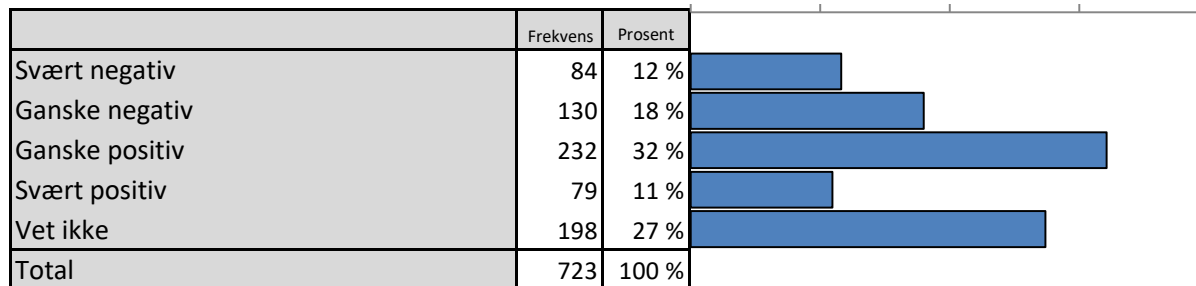 Frekvens Prosent
Svært negativ 84 12 %
Ganske negativ 130 18 %
Ganske positiv 232 32 %
Svært positiv 79 11 %
Vet ikke 198 27 %
Total 723 100 %